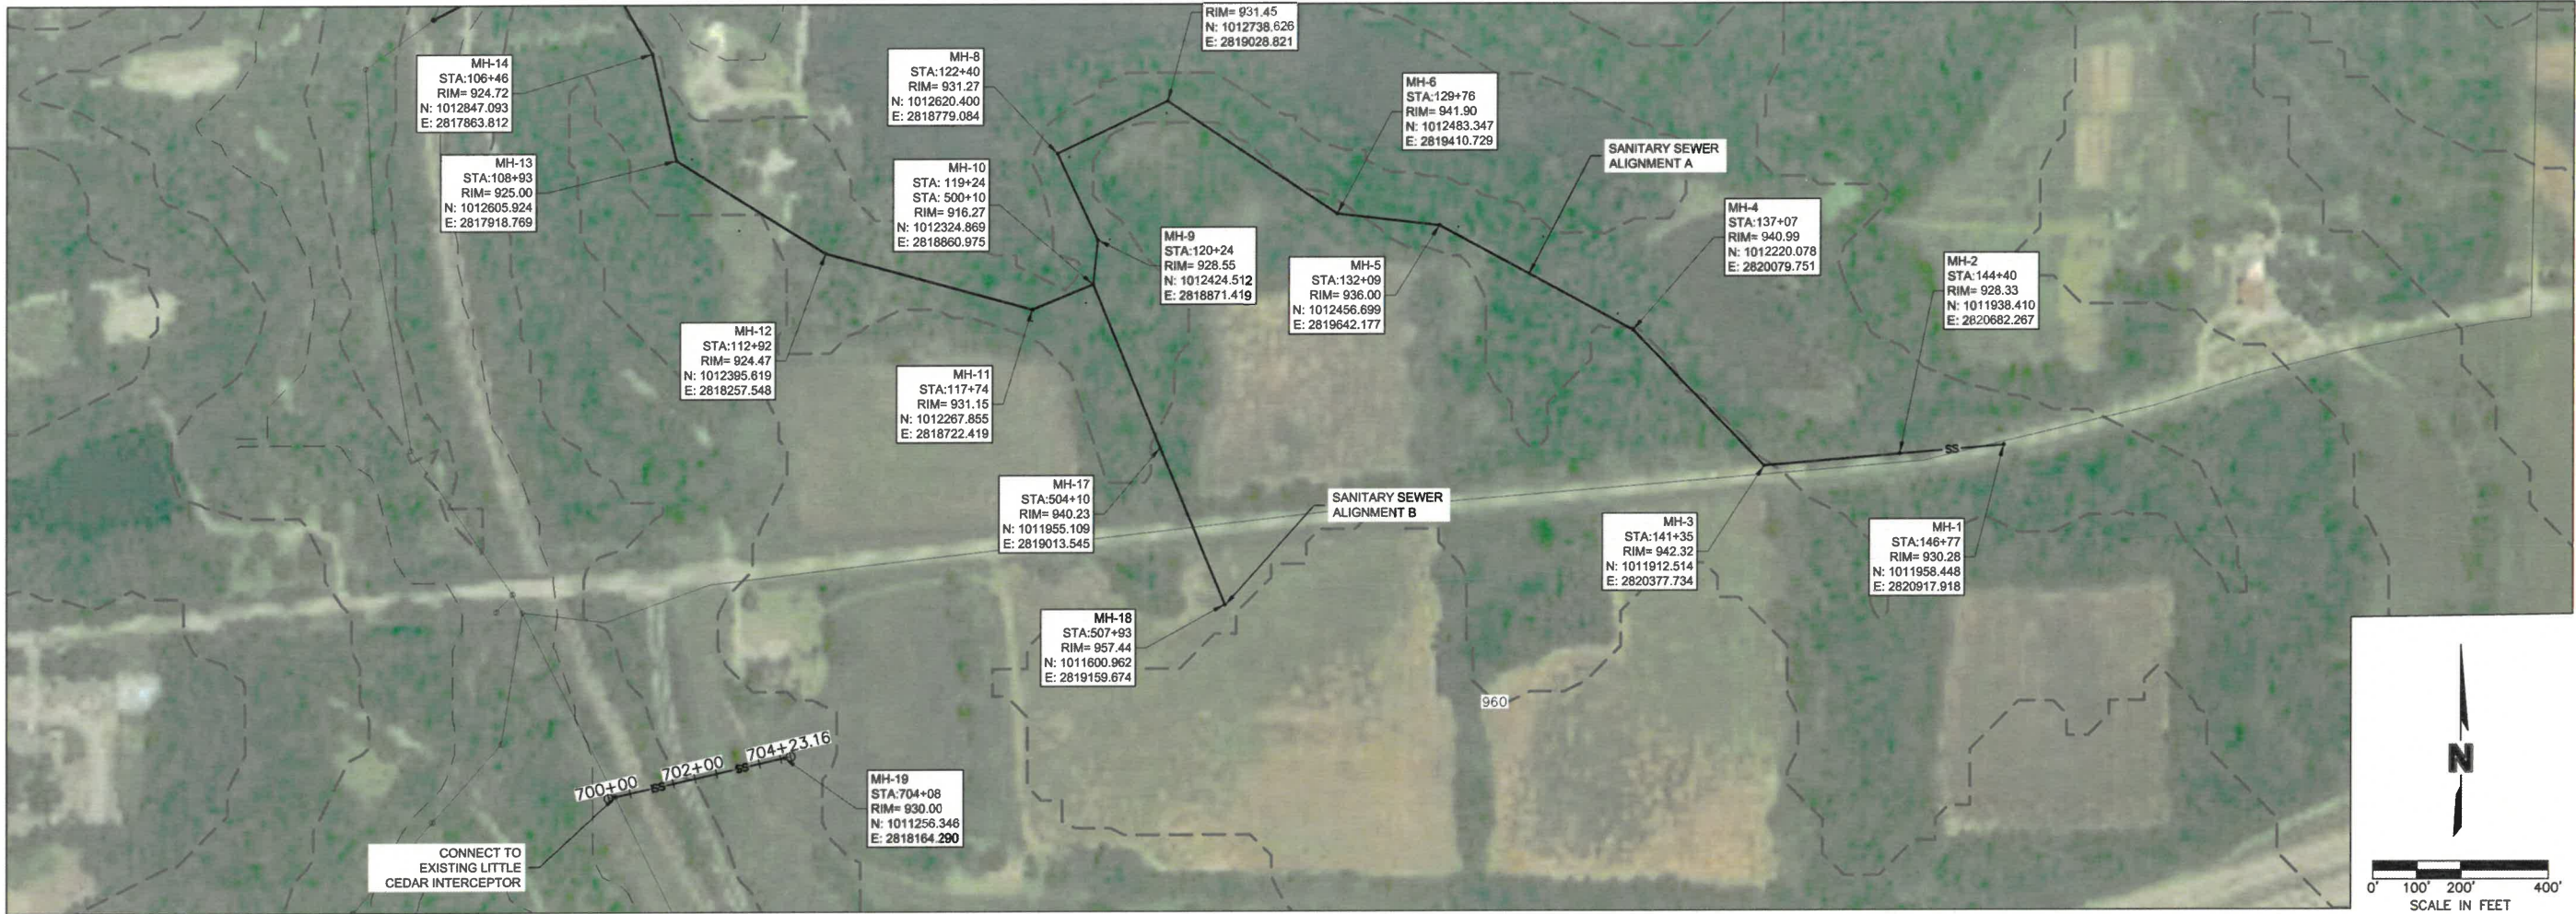 RIM= 931.45
N: 1012738.626
E: 2819028.821
MH-14
STA:106+46
RIM= 924.72
N: 1012847.093
E: 2817863.812
MH-8
STA:122+40
RIM= 931.27
N: 1012620.400
E: 2818779.084
MH-6
STA:129+76
RIM= 941.90
N: 1012483.347
E: 2819410.729
SANITARY SEWER
ALIGNMENT A
MH-13
STA:108+93
RIM= 925.00
N: 1012605.924
E: 2817918.769
MH-10
STA: 119+24
STA: 500+10
RIM= 916.27
N: 1012324.869
E: 2818860.975
MH-4
STA:137+07
RIM= 940.99
N: 1012220.078
E: 2820079.751
MH-9
STA:120+24
RIM= 928.55
N: 1012424.512
E: 2818871.419
MH-5
STA:132+09
RIM= 936.00
N: 1012456.699
E: 2819642.177
MH-2
STA:144+40
RIM= 928.33
N: 1011938.410
E: 2820682.267
MH-12
STA:112+92
RIM= 924.47
N: 1012395.619
E: 2818257.548
MH-11
STA:117+74
RIM= 931.15
N: 1012267.855
E: 2818722.419
SS
MH-17
STA:504+10
RIM= 940.23
N: 1011955.109
E: 2819013.545
SANITARY SEWER
ALIGNMENT B
MH-3
STA:141+35
RIM= 942.32
N: 1011912.514
E: 2820377.734
MH-1
STA:146+77
RIM= 930.28
N: 1011958.448
E: 2820917.918
MH-18
STA:507+93
RIM= 957.44
N: 1011600.962
E: 2819159.674
960
700+00
SS
702+00
SS
704+23.16
MH-19
STA:704+08
RIM= 930.00
N: 1011256.346
E: 2818164.290
CONNECT TO
EXISTING LITTLE
CEDAR INTERCEPTOR
N
0' 100' 200' 400'
SCALE IN FEET